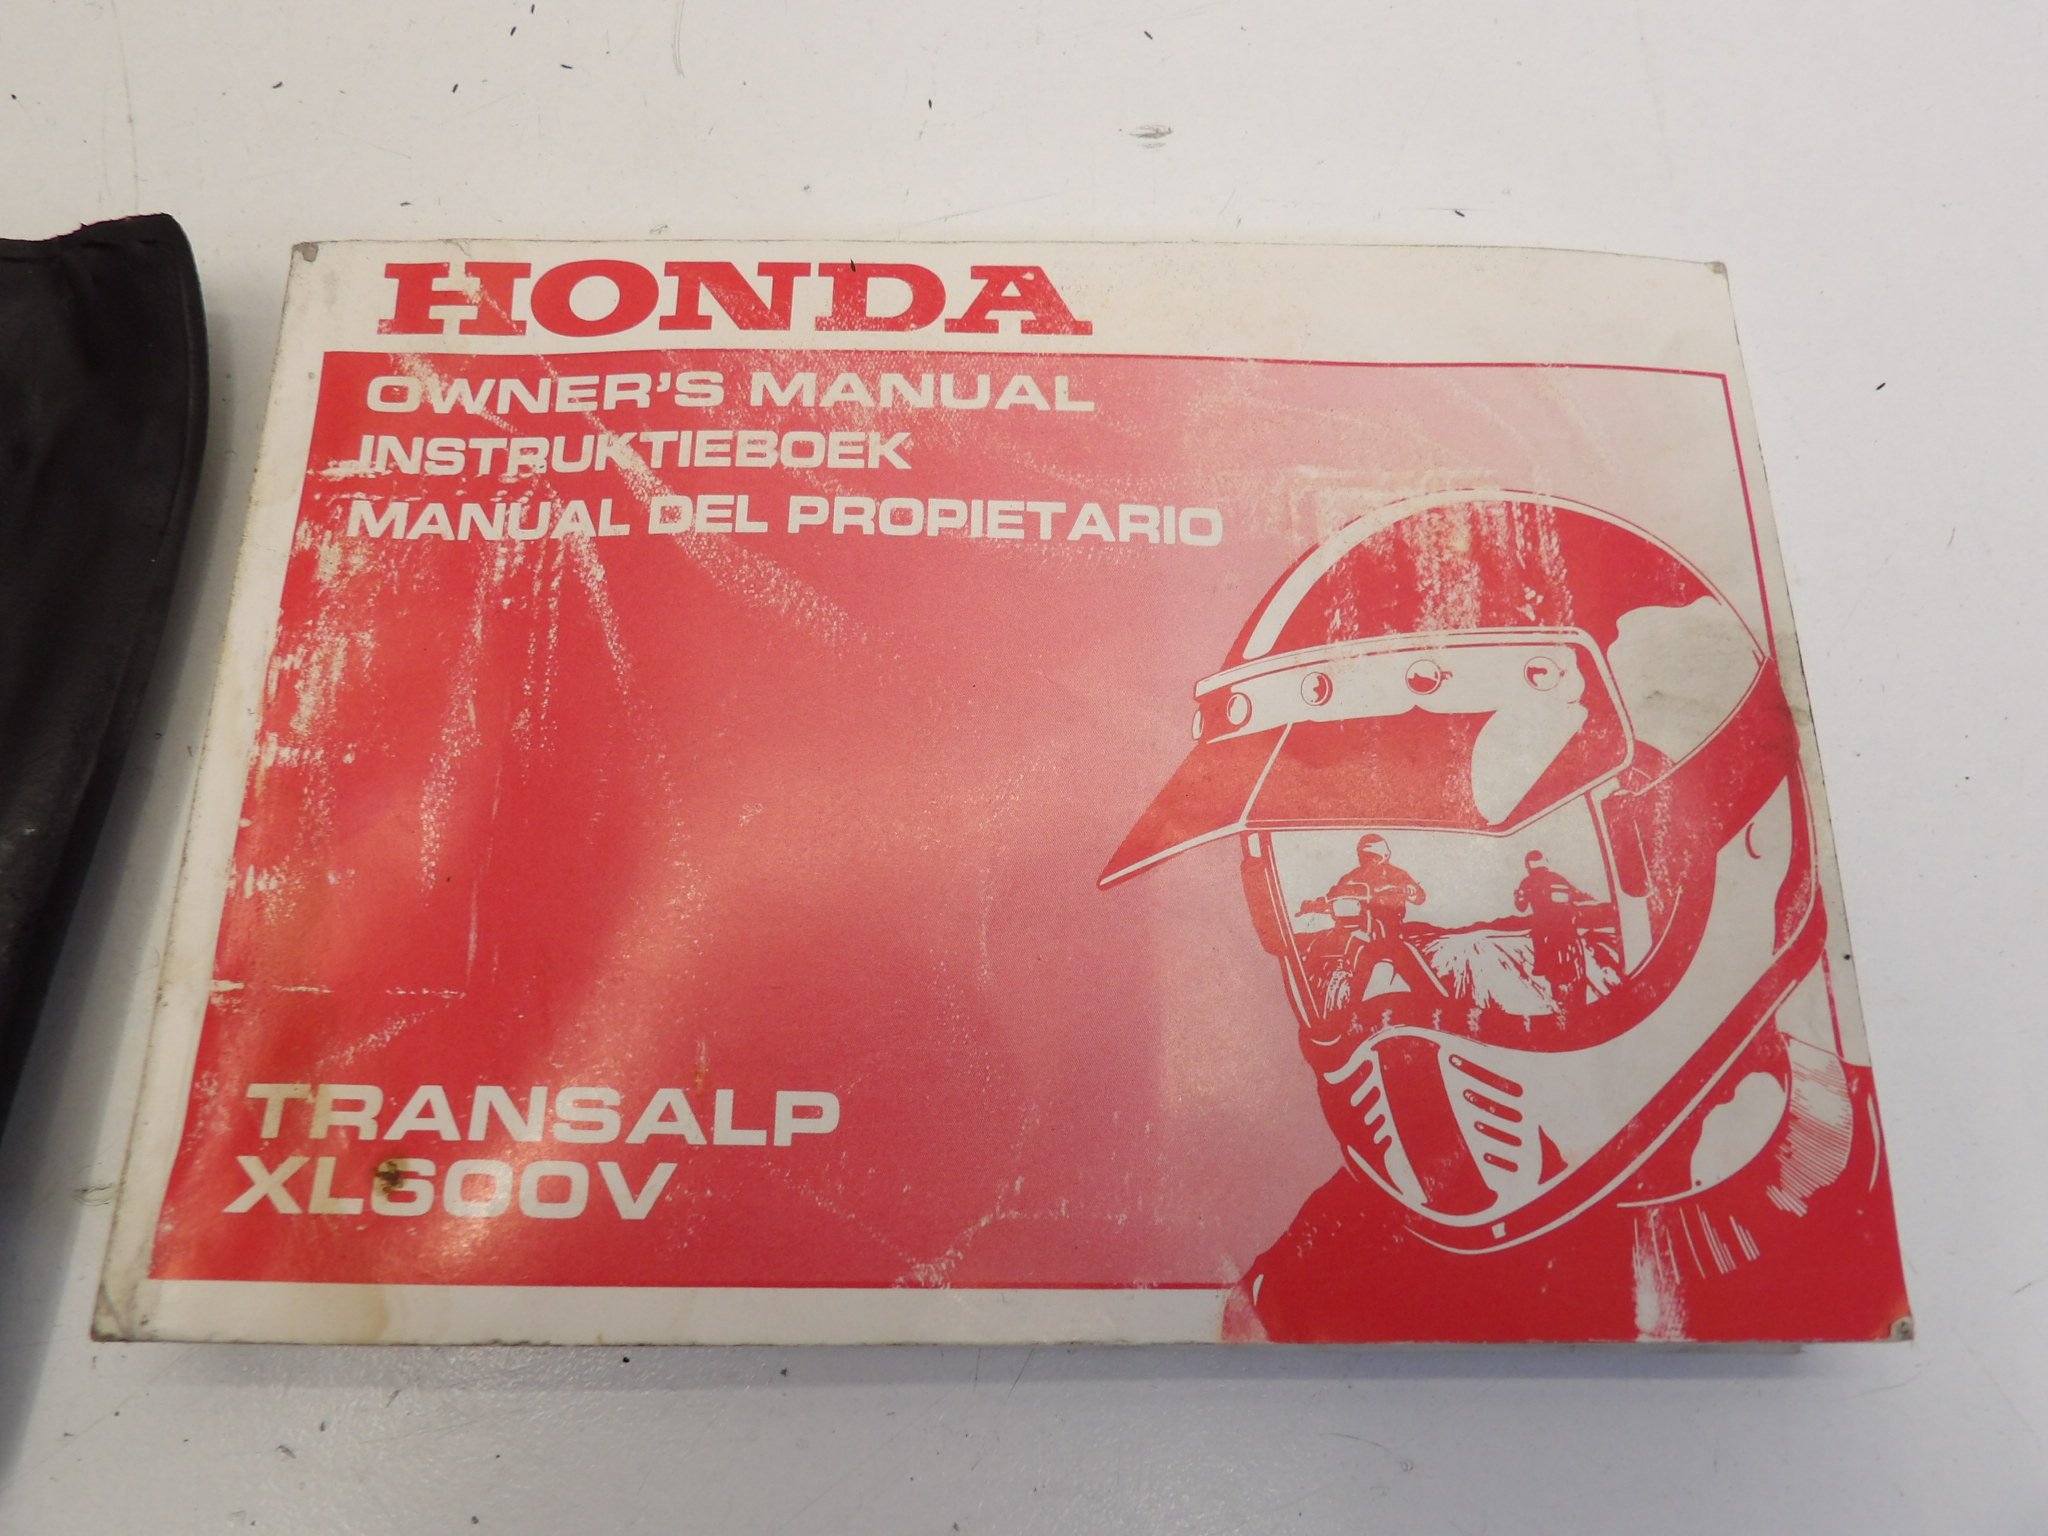 HONDA
OWNER'S MANUAL
INSTRUKTIEBOEK
MANUAL DEL PROPIETARIO
TRANSALP
XL600V